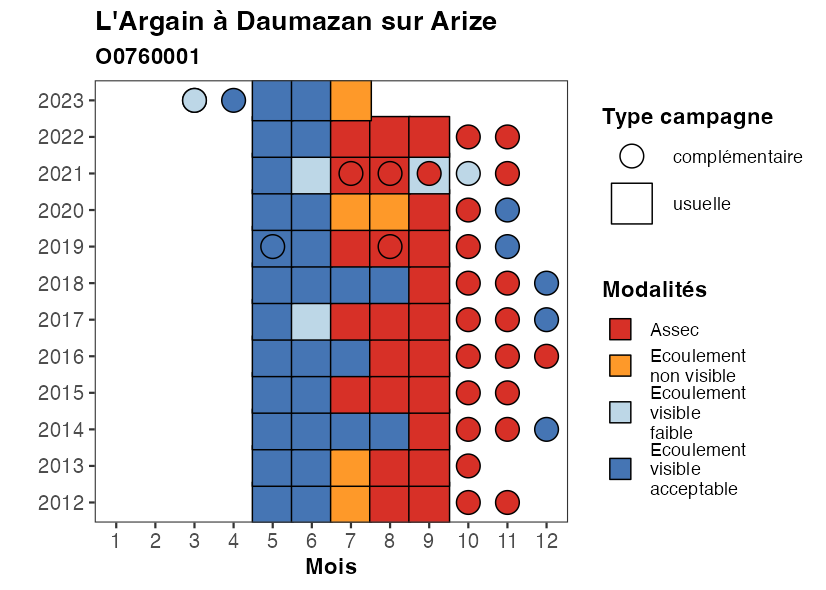 L'Argain à Daumazan sur Arize
O0760001
2023
2022
2021
2020
2019
2018
2017
2016
2015
2014
2013
2012
1 2 3 4 5 6 7 8 9 10 11 12
Mois
Type campagne
complémentaire
usuelle
Modalités
Assec
Ecoulement
non visible
Ecoulement
visible
faible
Ecoulement
visible
acceptable